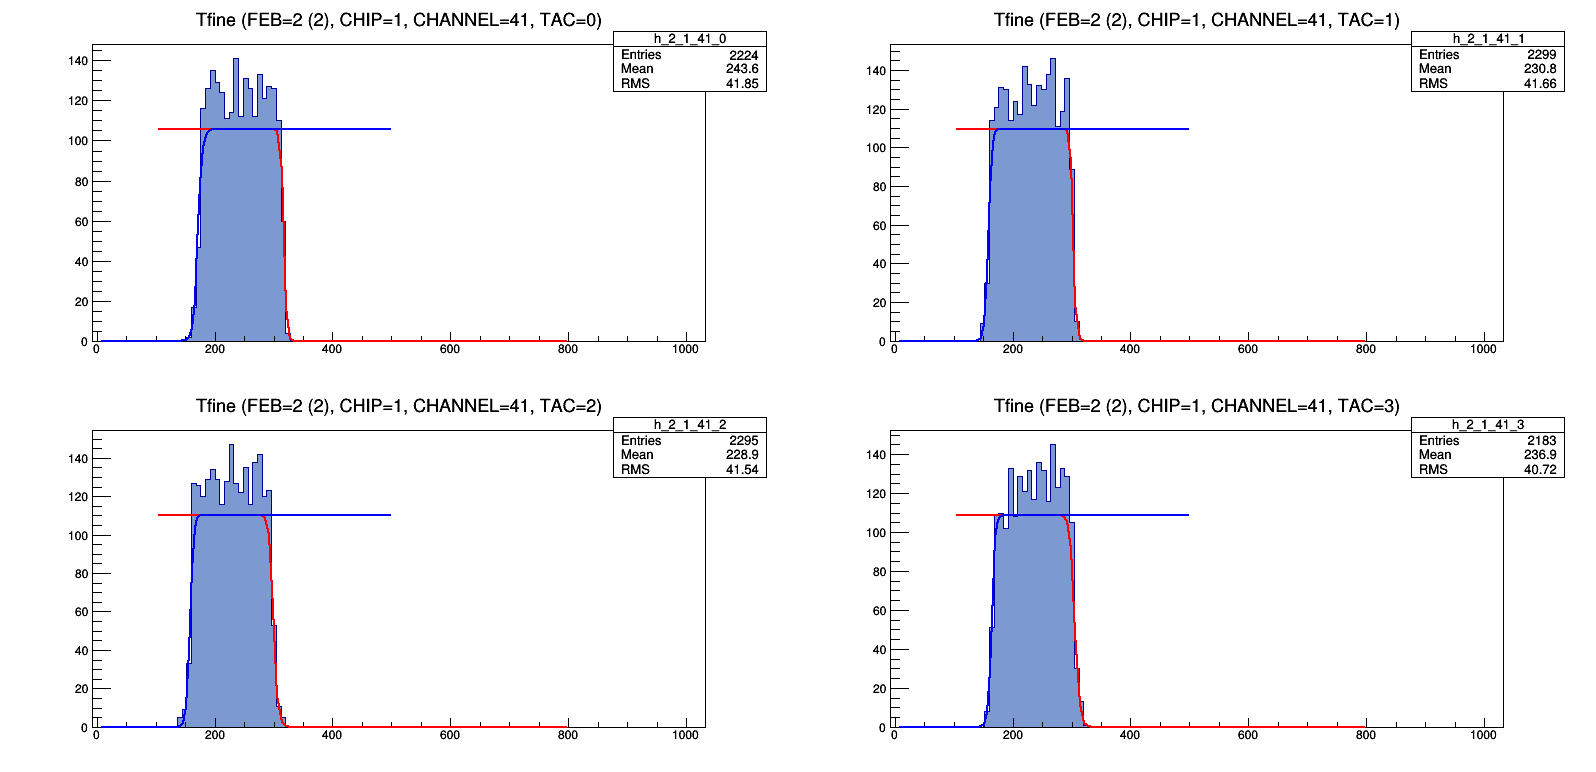 Tfine (FEB=2 (2), CHIP=1, CHANNEL=41, TAC=0)
h_2_1_41_0
Entries 2224
Mean 243.6
RMS 41.85
140
120
100
80
60
40
20
0
0 200 400 600 800 1000
Tfine (FEB=2 (2), CHIP=1, CHANNEL=41, TAC=1)
h_2_1_41_1
Entries 2299
Mean 230.8
RMS 41.66
140
120
100
80
60
40
20
0
0 200 400 600 800 1000
Tfine (FEB=2 (2), CHIP=1, CHANNEL=41, TAC=2)
h_2_1_41_2
Entries 2295
Mean 228.9
RMS 41.54
140
120
100
80
60
40
20
0
0 200 400 600 800 1000
Tfine (FEB=2 (2), CHIP=1, CHANNEL=41, TAC=3)
h_2_1_41_3
Entries 2183
Mean 236.9
RMS 40.72
140
120
100
80
60
40
20
0
0 200 400 600 800 1000